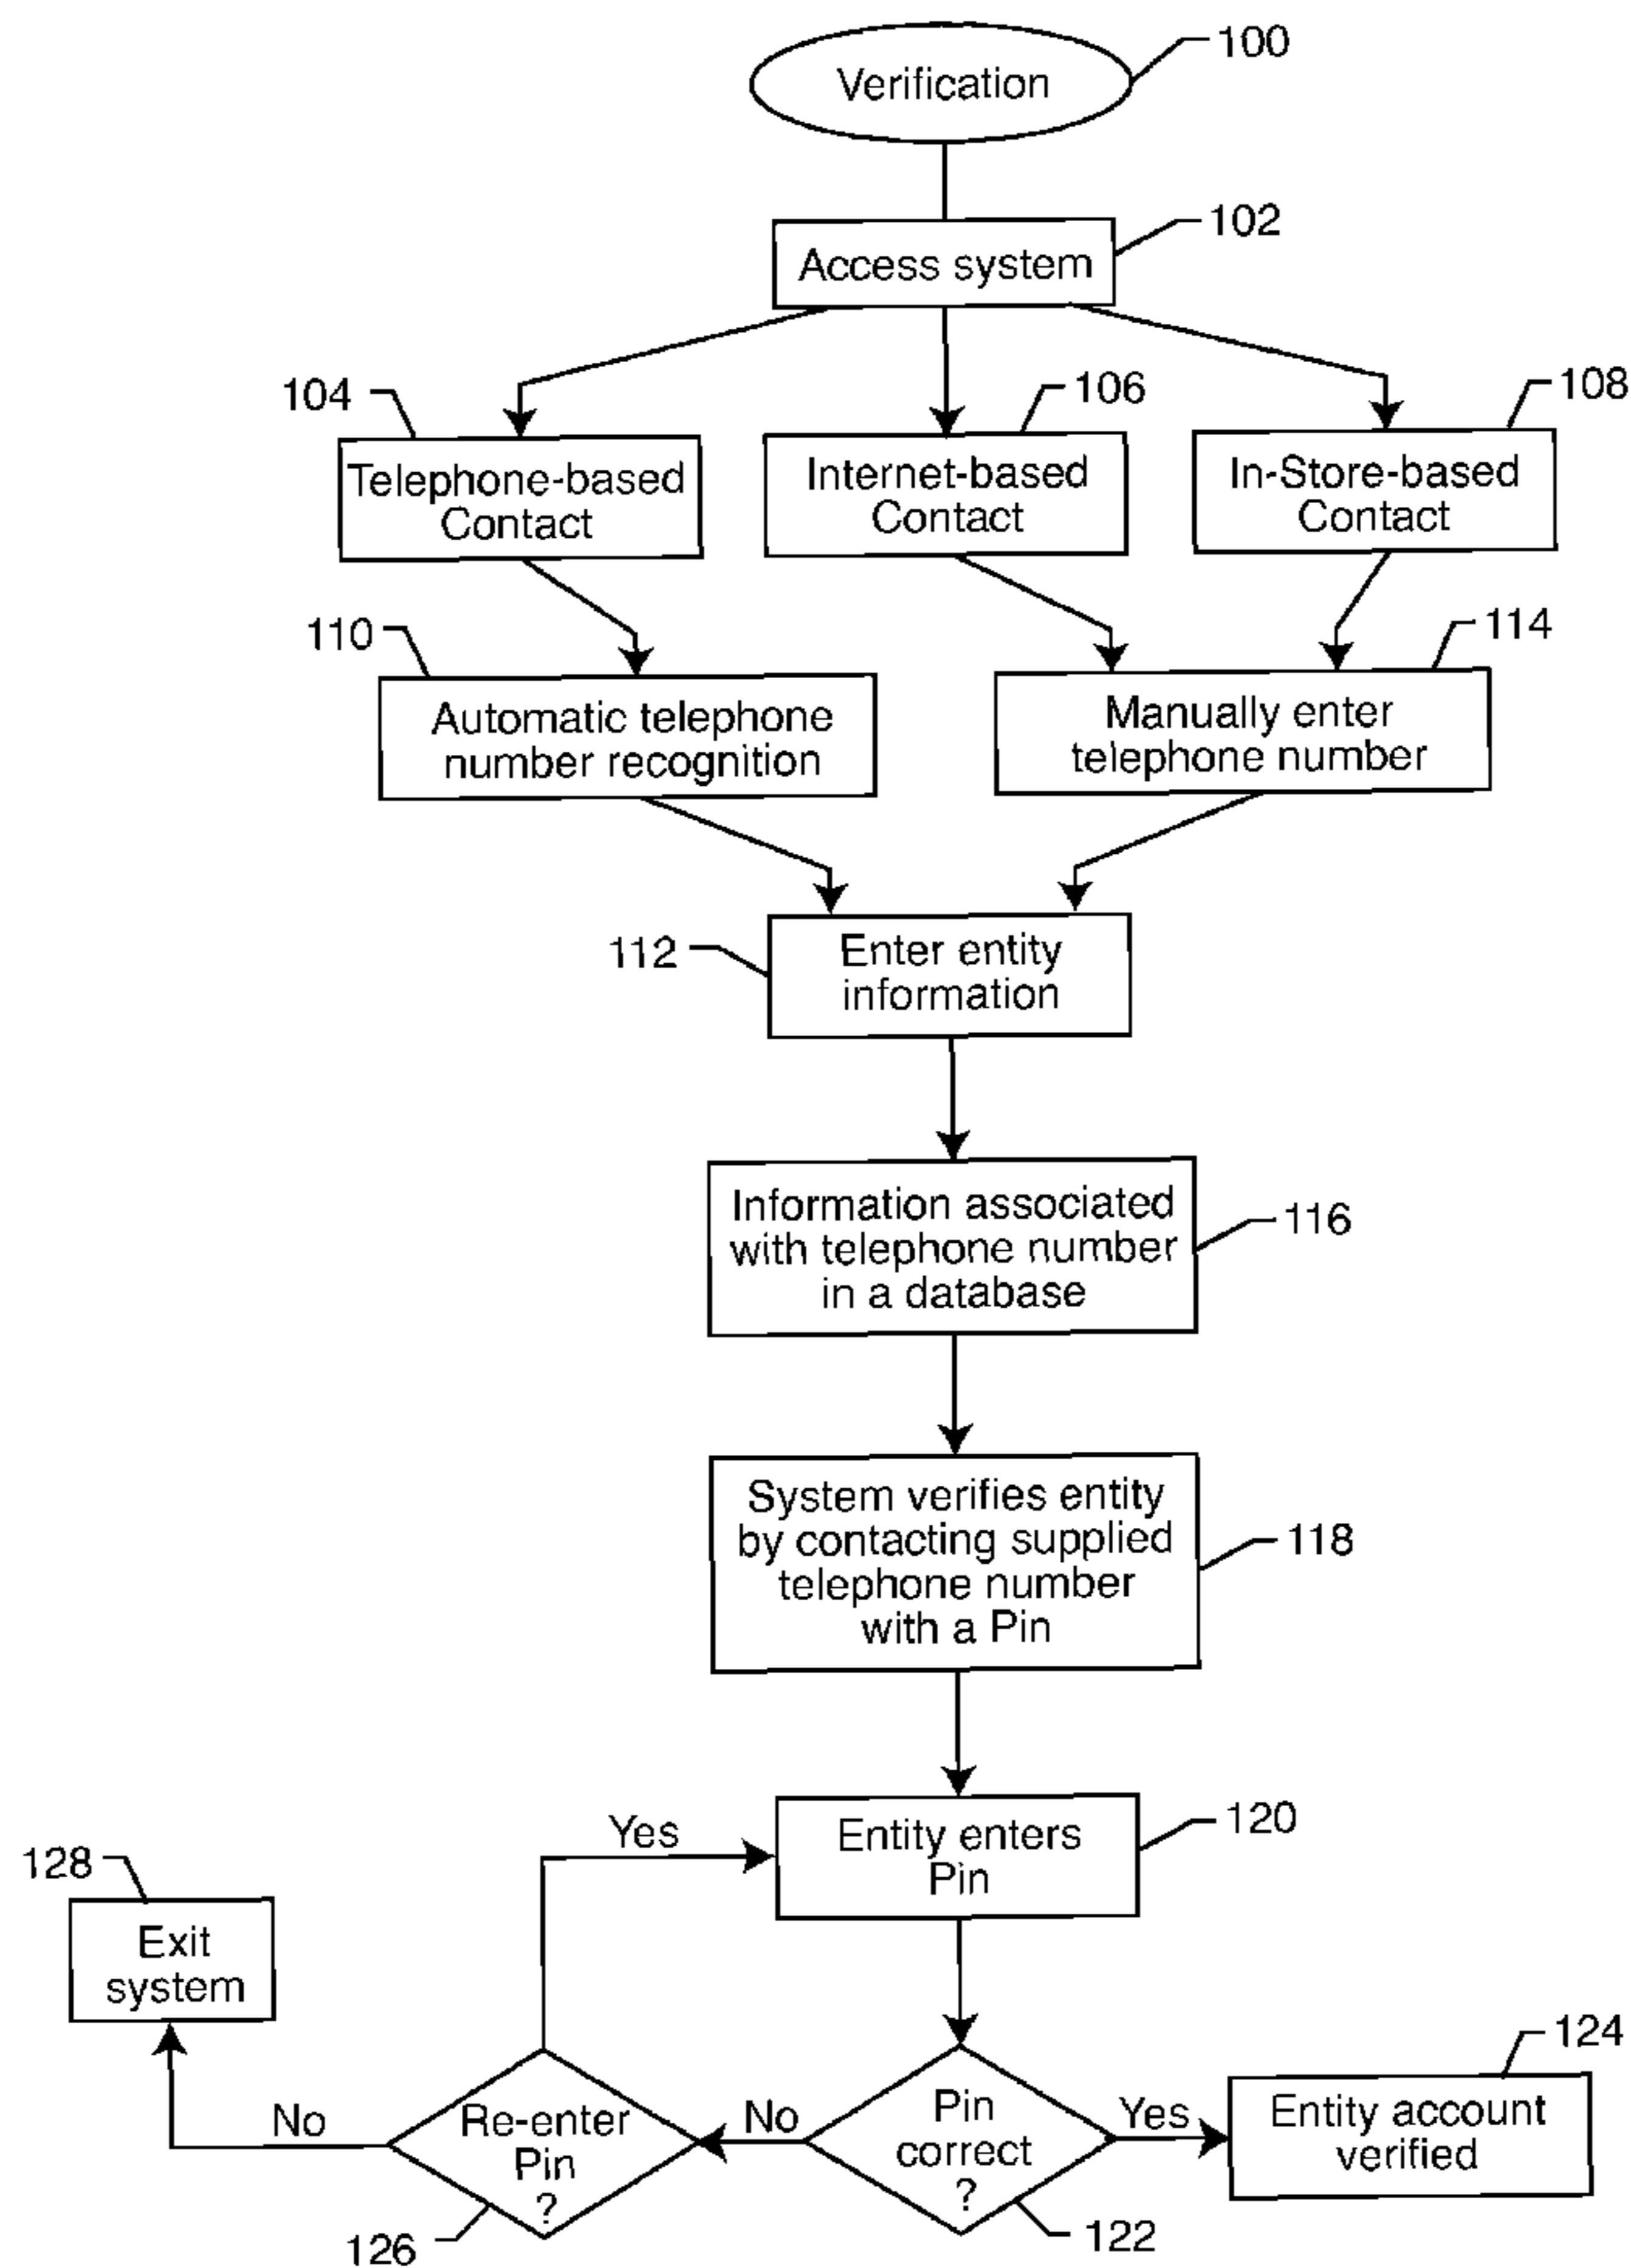 100
Verification
102
Access system
104
106
108
Telephone-based
Contact
Internet-based
Contact
In-Store-based
Contact
110
114
Automatic telephone
number recognition
Manually enter
telephone number
112
Enter entity
information
Information associated
with telephone number
in a database
116
System verifies entity
by contacting supplied
telephone number
with a Pin
118
120
Yes
Entity enters
Pin
128
Exit
system
124
No
Re-enter
Pin
?
No
Pin
correct
?
Yes
Entity account
verified
126
122